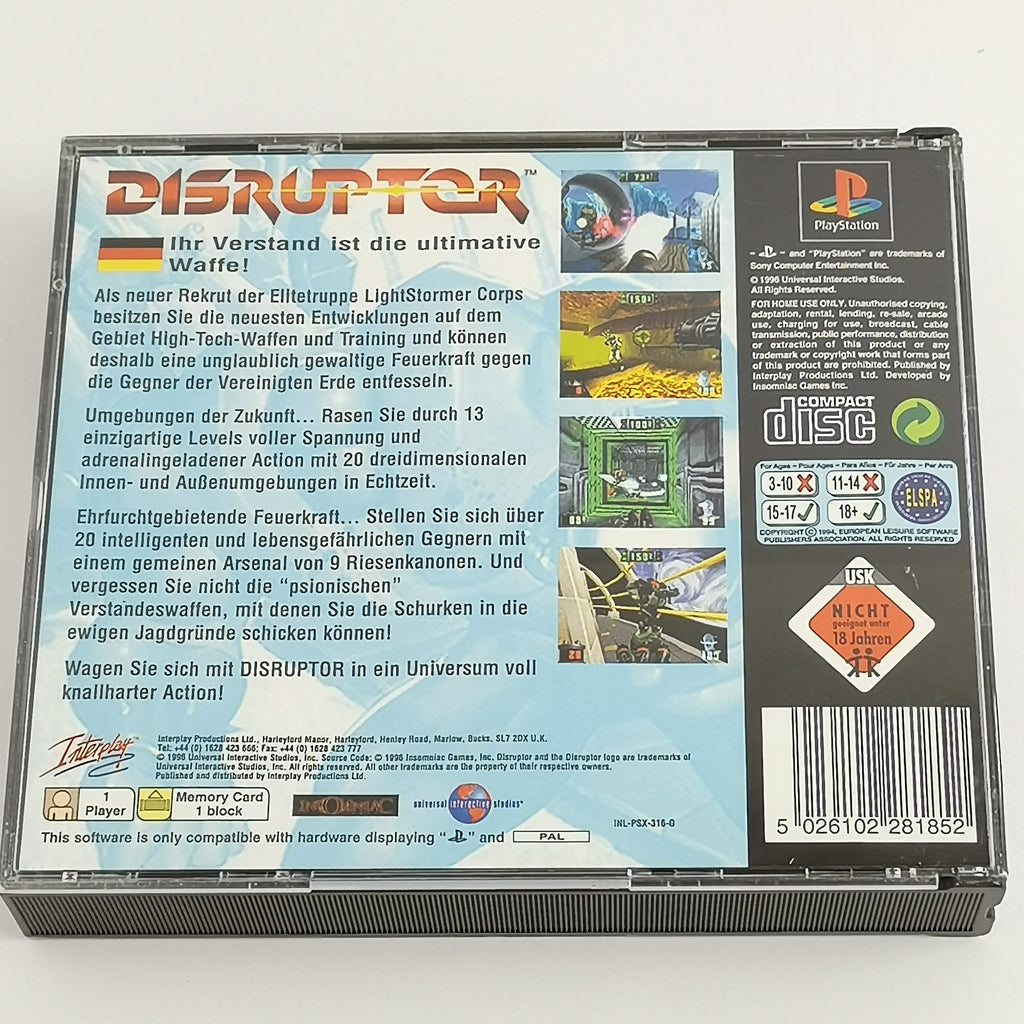 DISRUPTOR™
Ihr Verstand ist die ultimative
Waffe!
Als neuer Rekrut der Elitetruppe LightStormer Corps
besitzen Sie die neuesten Entwicklungen auf dem
Gebiet High-Tech-Waffen und Training und können
deshalb eine unglaublich gewaltige Feuerkraft gegen
die Gegner der Vereinigten Erde entfesseln.
Umgebungen der Zukunft... Rasen Sie durch 13
einzigartige Levels voller Spannung und
adrenalingeladener Action mit 20 dreidimensionalen
Innen- und Außenumgebungen in Echtzeit.
Ehrfurchtgebietende Feuerkraft... Stellen Sie sich über
20 intelligenten und lebensgefährlichen Gegnern mit
einem gemeinen Arsenal von 9 Riesenkanonen. Und
vergessen Sie nicht die "psionischen"
Verstandeswaffen, mit denen Sie die Schurken in die
ewigen Jagdgründe schicken können!
Wagen Sie sich mit DISRUPTOR in ein Universum voll
knallharter Action!
Interplay™
Interplay Productions Ltd., Harleyford Manor, Harleyford, Henley Road, Marlow, Bucks. SL7 2DX U.K.
Tel: +44 (0) 1628 423 666; Fax: +44 (0) 1628 423 777
© 1996 Universal Interactive Studios, Inc. Source Code: © 1996 Insomniac Games, Inc. Disruptor and the Disruptor logo are trademarks of
Universal Interactive Studios, Inc. All rights reserved. All other trademarks are the property of their respective owners.
Published and distributed by Interplay Productions Ltd.
1
Player
Memory Card
1 block
INSOMNIAC
universal interactive studios
INL-PSX-316-G
This software is only compatible with hardware displaying " " and PAL
PlayStation
- - and "PlayStation" are trademarks of
Sony Computer Entertainment Inc.
© 1996 Universal Interactive Studios.
All Rights Reserved.
FOR HOME USE ONLY. Unauthorised copying,
adaptation, rental, lending, re-sale, arcade
use, charging for use, broadcast, cable
transmission, public performance, distribution
or extraction of this product or any
trademark or copyright work that forms part
of this product are prohibited. Published by
Interplay Productions Ltd. Developed by
Insomniac Games Inc.
COMPACT
disc
For Ages - Pour Ages - Para Años - Für Jahre - Per Anni
3-10 11-14
15-17 18+
ELSPA
COPYRIGHT © 1994, EUROPEAN LEISURE SOFTWARE
PUBLISHERS ASSOCIATION. ALL RIGHTS RESERVED
USK
NICHT
geeignet unter
18 Jahren
5 026102 281852